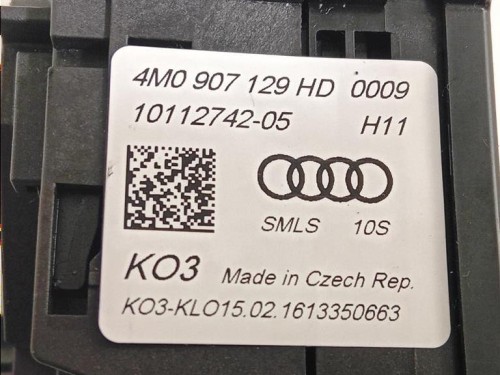 4M0 907 129 HD 0009
10112742-05 H11
SMLS 10S
KO3 Made in Czech Rep.
KO3-KLO15.02.1613350663